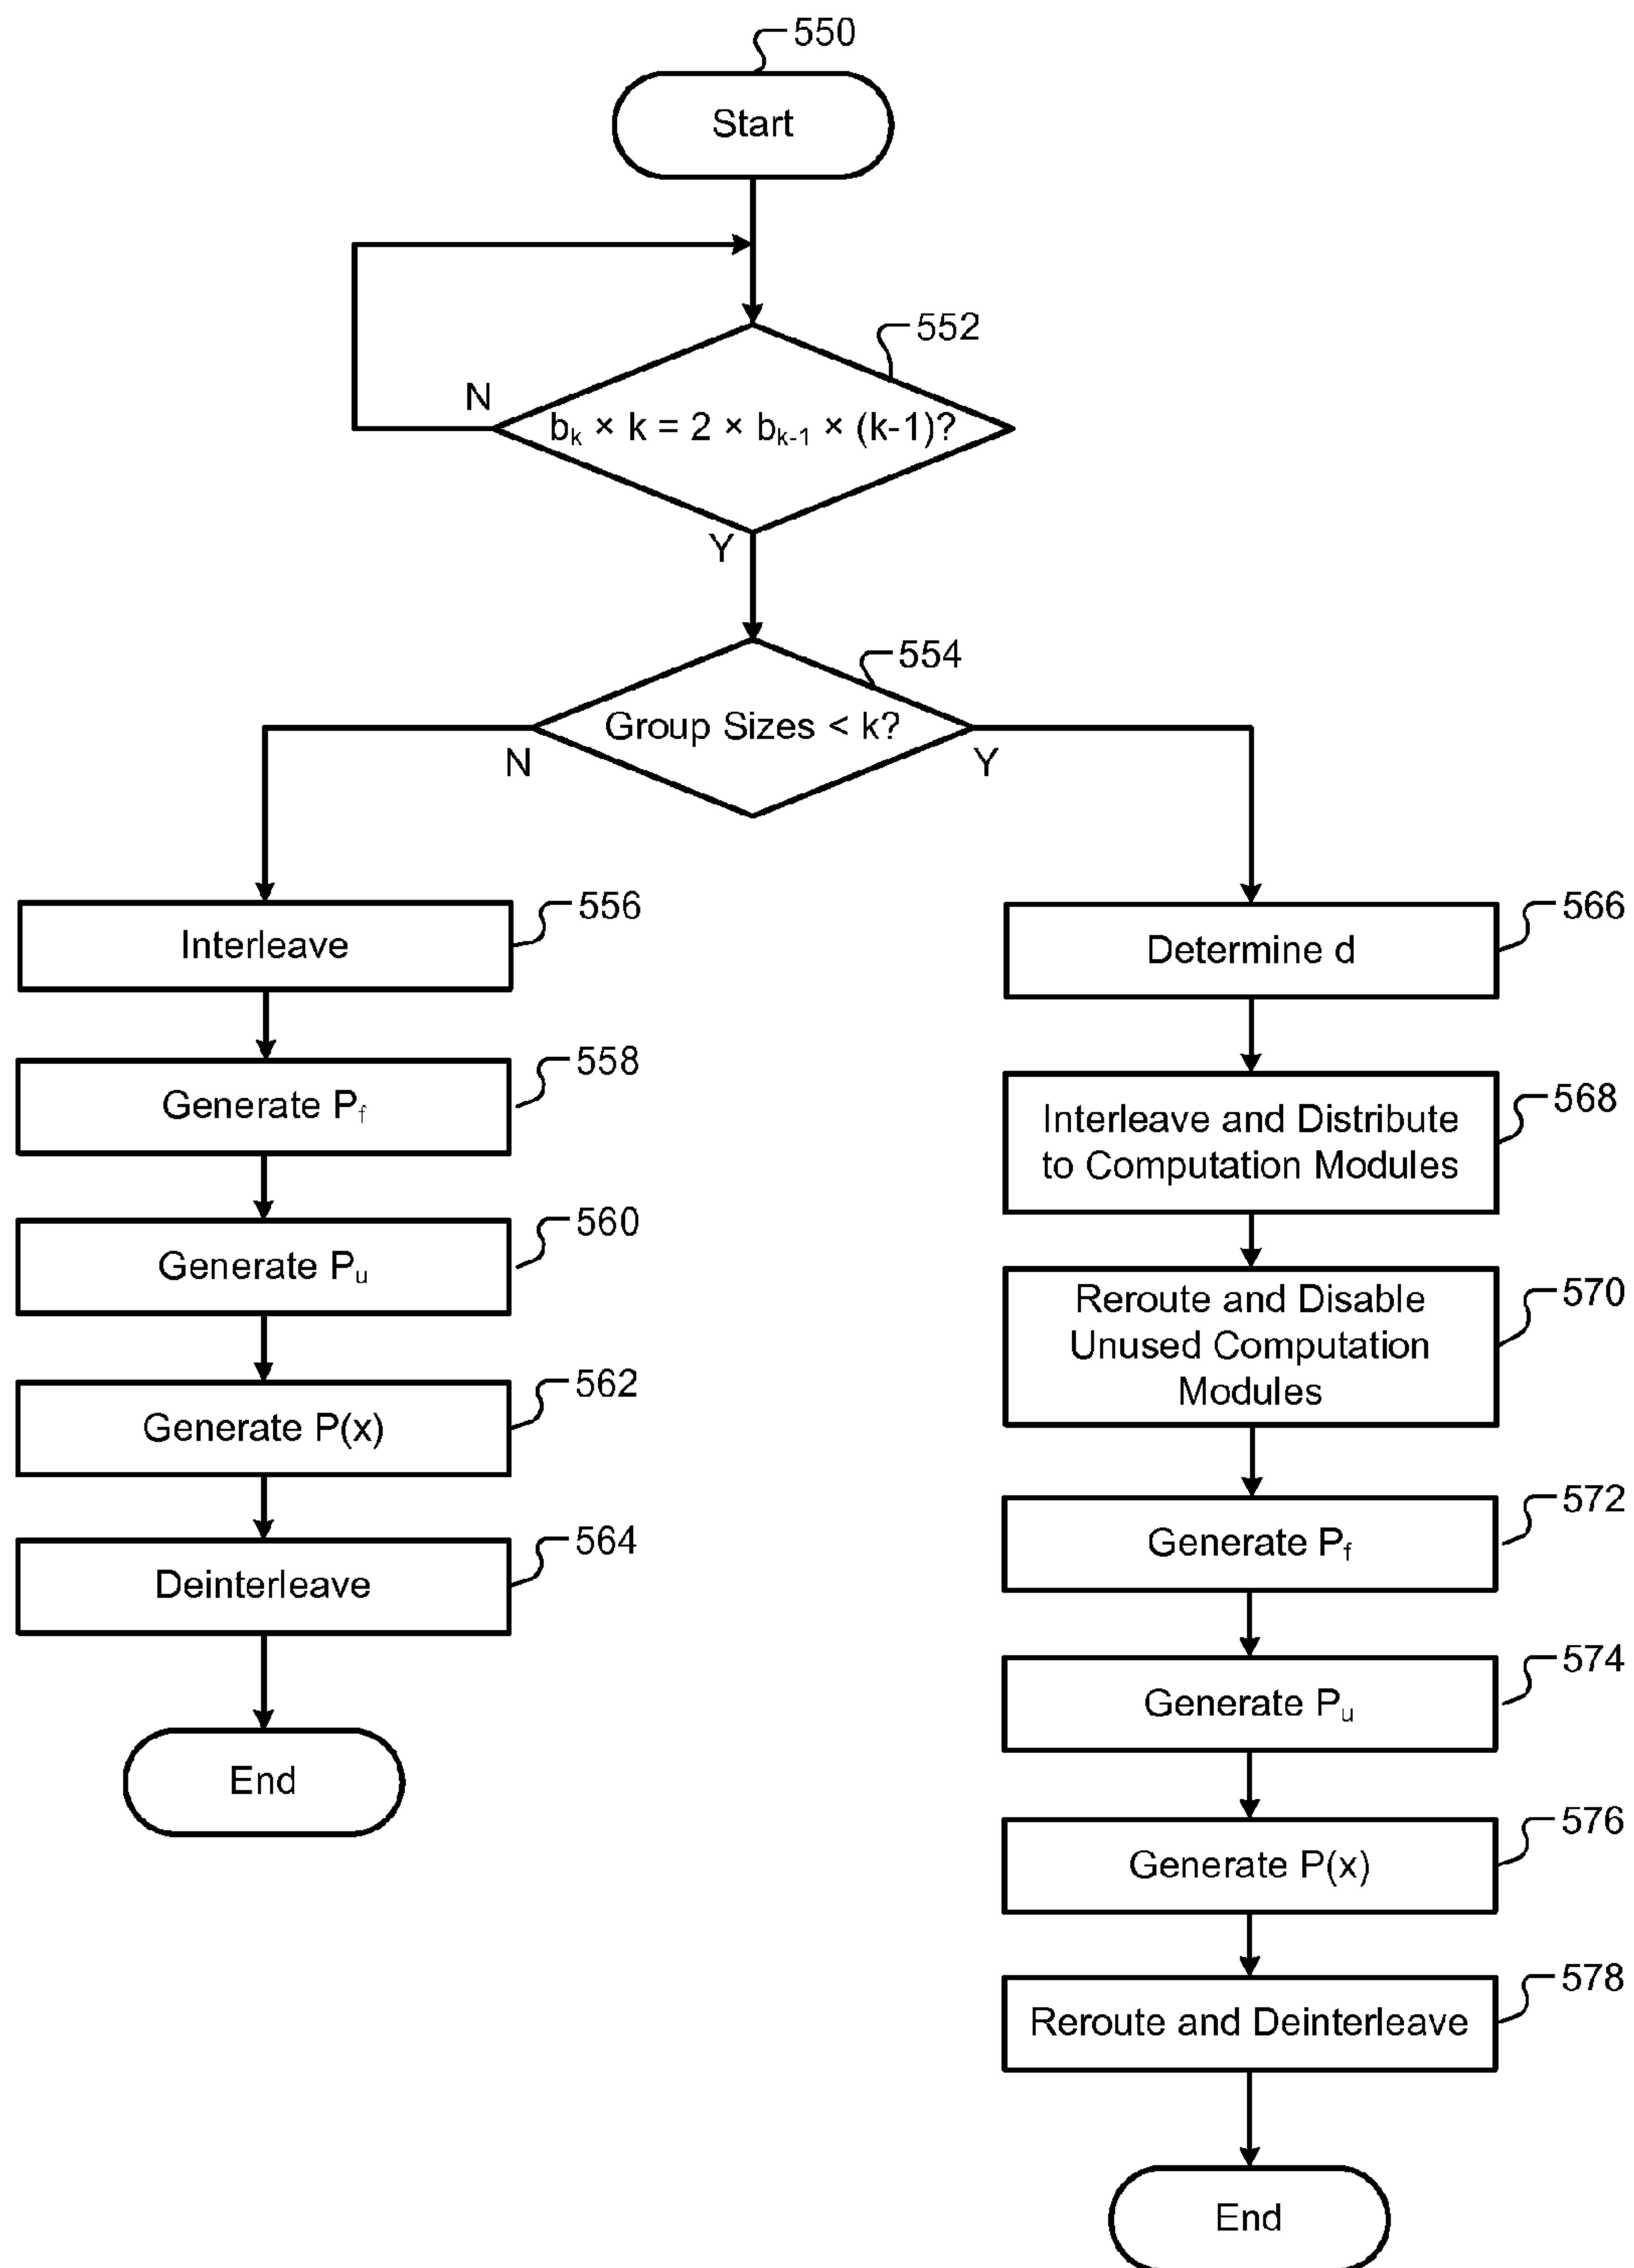 550
Start
552
N
bₖ × k = 2 × bₖ₋₁ × (k-1)?
Y
554
Group Sizes < k?
N
Y
556
Interleave
558
Generate P_f
560
Generate Pᵤ
562
Generate P(x)
564
Deinterleave
End
566
Determine d
568
Interleave and Distribute
to Computation Modules
570
Reroute and Disable
Unused Computation
Modules
572
Generate P_f
574
Generate Pᵤ
576
Generate P(x)
578
Reroute and Deinterleave
End